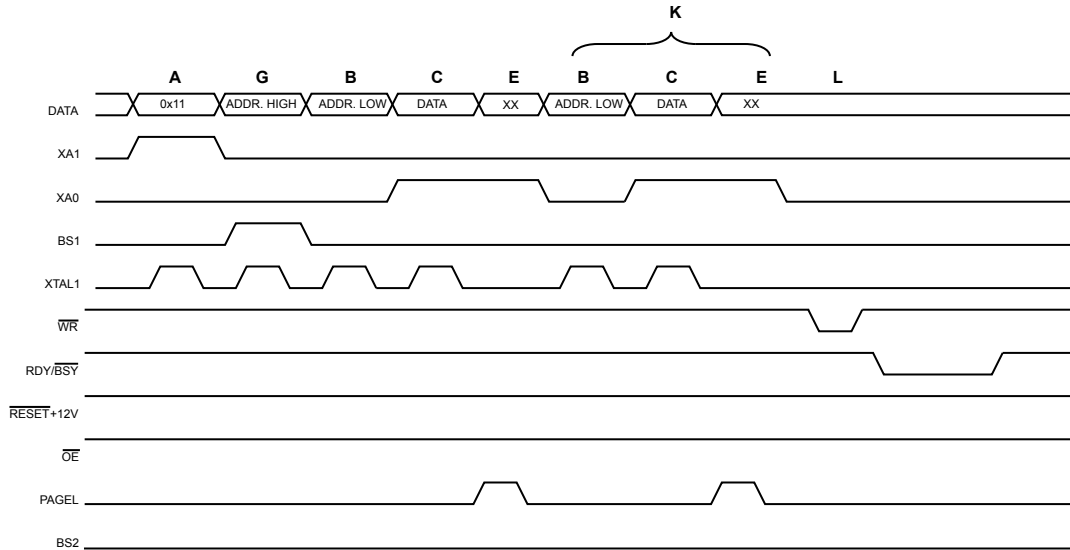 K
A G B C E B C E L
DATA 0x11 ADDR. HIGH ADDR. LOW DATA XX ADDR. LOW DATA XX
XA1
XA0
BS1
XTAL1
WR
RDY/BSY
RESET+12V
OE
PAGEL
BS2